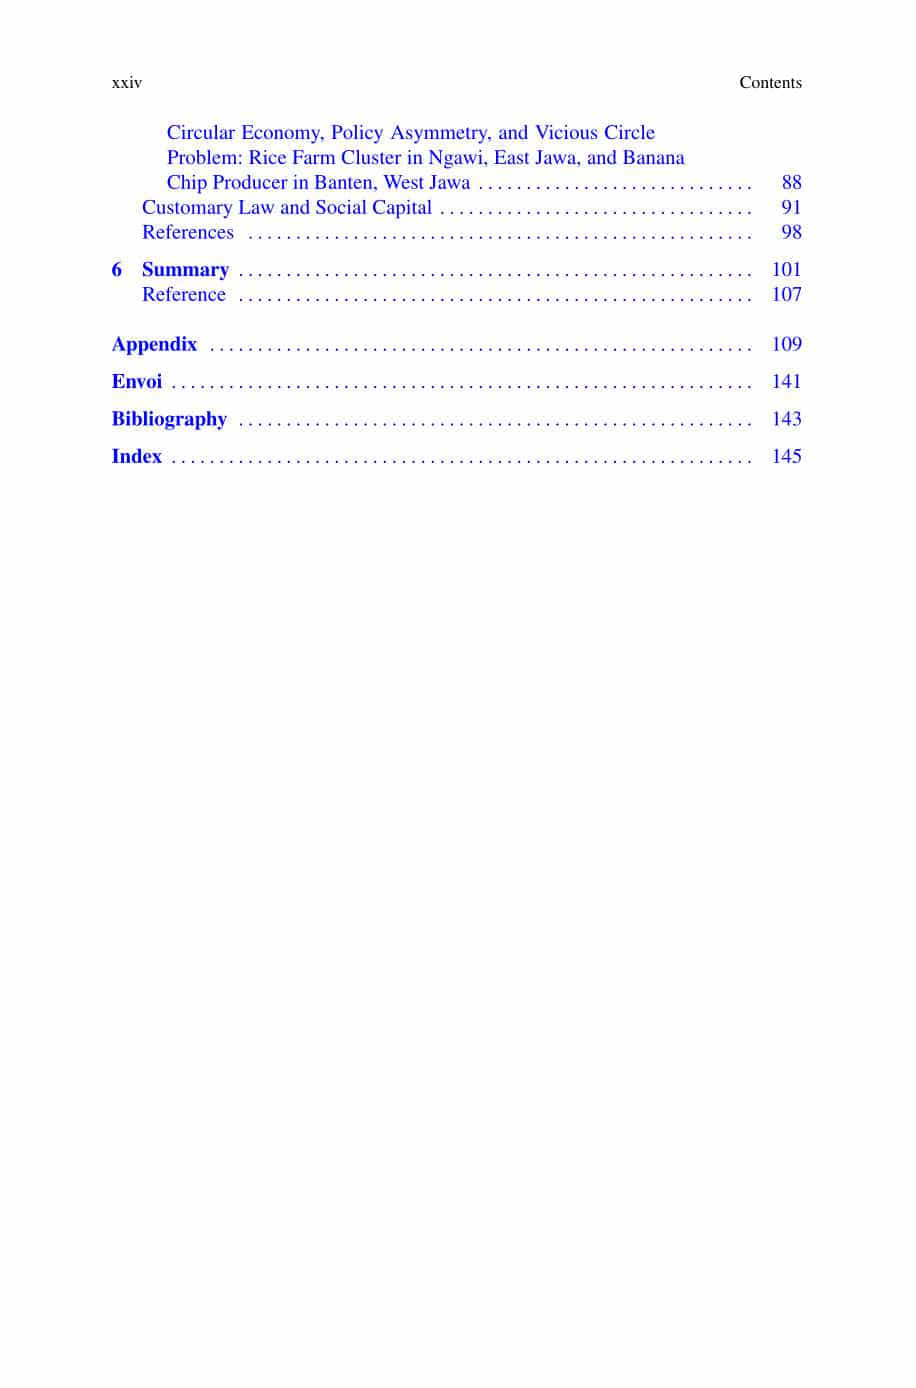 xxiv Contents
Circular Economy, Policy Asymmetry, and Vicious Circle
Problem: Rice Farm Cluster in Ngawi, East Jawa, and Banana
Chip Producer in Banten, West Jawa . . . . . . . . . . . . . . . . . . . . . . . . . . . . . 88
Customary Law and Social Capital . . . . . . . . . . . . . . . . . . . . . . . . . . . . . . . . . 91
References . . . . . . . . . . . . . . . . . . . . . . . . . . . . . . . . . . . . . . . . . . . . . . . . . . . . . 98
6 Summary . . . . . . . . . . . . . . . . . . . . . . . . . . . . . . . . . . . . . . . . . . . . . . . . . . . . . . 101
Reference . . . . . . . . . . . . . . . . . . . . . . . . . . . . . . . . . . . . . . . . . . . . . . . . . . . . . . 107
Appendix . . . . . . . . . . . . . . . . . . . . . . . . . . . . . . . . . . . . . . . . . . . . . . . . . . . . . . . . . 109
Envoi . . . . . . . . . . . . . . . . . . . . . . . . . . . . . . . . . . . . . . . . . . . . . . . . . . . . . . . . . . . . . 141
Bibliography . . . . . . . . . . . . . . . . . . . . . . . . . . . . . . . . . . . . . . . . . . . . . . . . . . . . . . 143
Index . . . . . . . . . . . . . . . . . . . . . . . . . . . . . . . . . . . . . . . . . . . . . . . . . . . . . . . . . . . . . 145